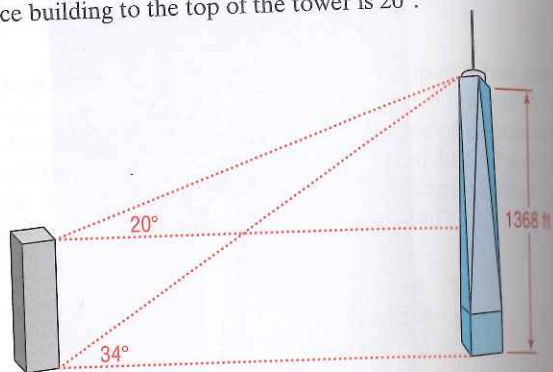 ce building to the top of the tower is 20°.
20°
1368 ft
34°